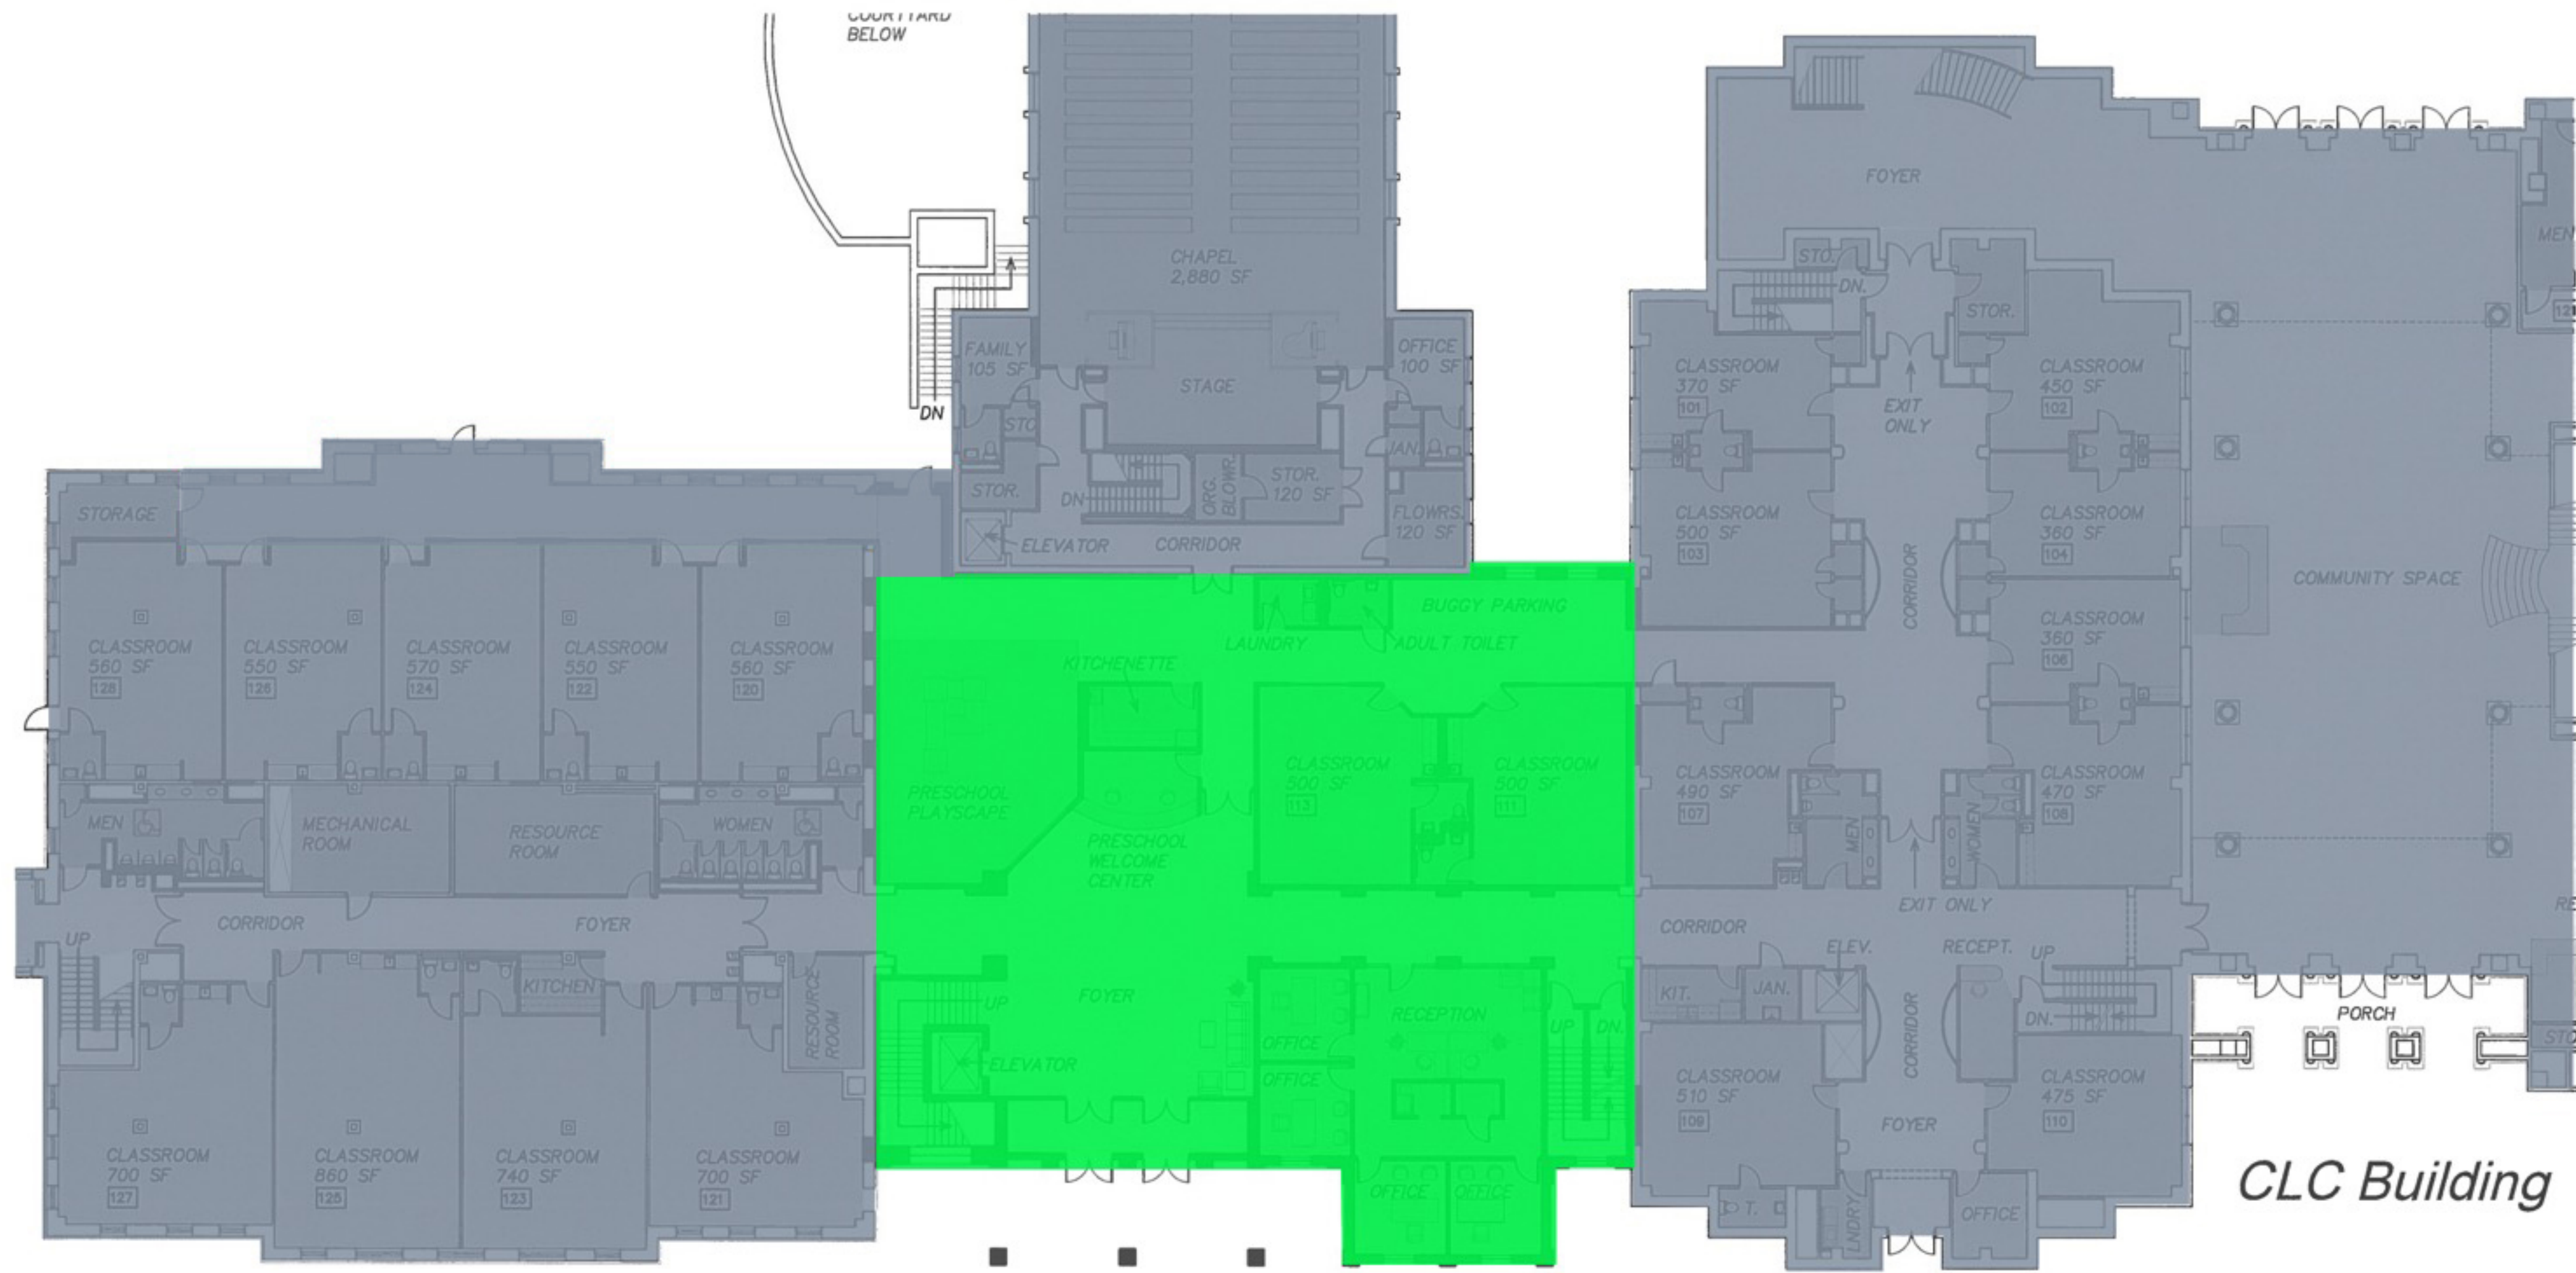 COURTYARD
BELOW
FOYER
MEN
STO.
DN.
STOR.
CHAPEL
2,880 SF
FAMILY
105 SF
OFFICE
100 SF
STAGE
CLASSROOM
370 SF
101
EXIT
ONLY
CLASSROOM
450 SF
102
DN
STO
JAN.
STOR.
DN
ORG.
BLOWR.
STOR.
120 SF
FLOWRS.
120 SF
ELEVATOR
CORRIDOR
STORAGE
CLASSROOM
500 SF
103
CORRIDOR
CLASSROOM
360 SF
104
COMMUNITY SPACE
CLASSROOM
560 SF
128
CLASSROOM
550 SF
126
CLASSROOM
570 SF
124
CLASSROOM
550 SF
122
CLASSROOM
560 SF
120
BUGGY PARKING
LAUNDRY
ADULT TOILET
KITCHENETTE
CLASSROOM
360 SF
106
PRESCHOOL
PLAYSCAPE
CLASSROOM
500 SF
113
CLASSROOM
500 SF
111
CLASSROOM
490 SF
107
CLASSROOM
470 SF
108
MEN
MECHANICAL
ROOM
RESOURCE
ROOM
WOMEN
PRESCHOOL
WELCOME
CENTER
MEN
WOMEN
UP
CORRIDOR
FOYER
CORRIDOR
EXIT ONLY
RE
ELEV.
RECEPT.
UP
KITCHEN
RESOURCE
ROOM
UP
FOYER
ELEVATOR
OFFICE
OFFICE
RECEPTION
UP
DN.
KIT.
JAN.
CORRIDOR
DN.
PORCH
STO
CLASSROOM
510 SF
109
CLASSROOM
475 SF
110
FOYER
CLASSROOM
700 SF
127
CLASSROOM
860 SF
125
CLASSROOM
740 SF
123
CLASSROOM
700 SF
121
OFFICE
OFFICE
T.
LNDRY
OFFICE
CLC Building